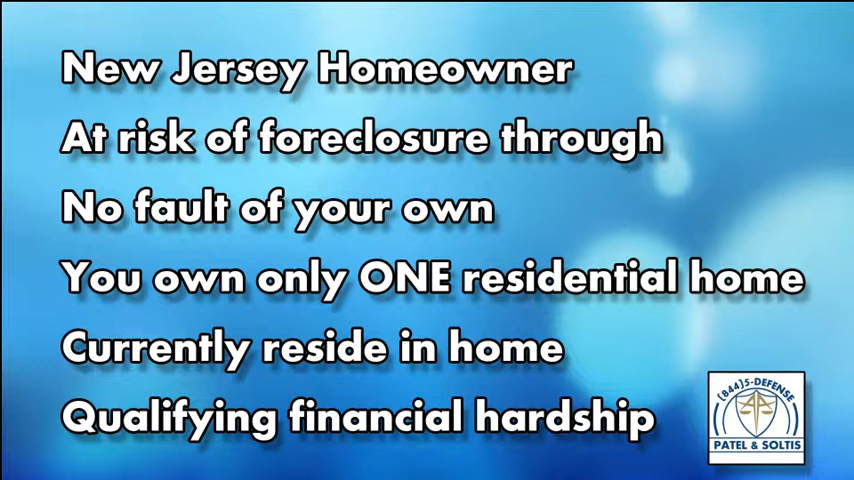 New Jersey Homeowner
At risk of foreclosure through
No fault of your own
You own only ONE residential home
Currently reside in home
Qualifying financial hardship
(844)5-DEFENSE
PATEL & SOLTIS